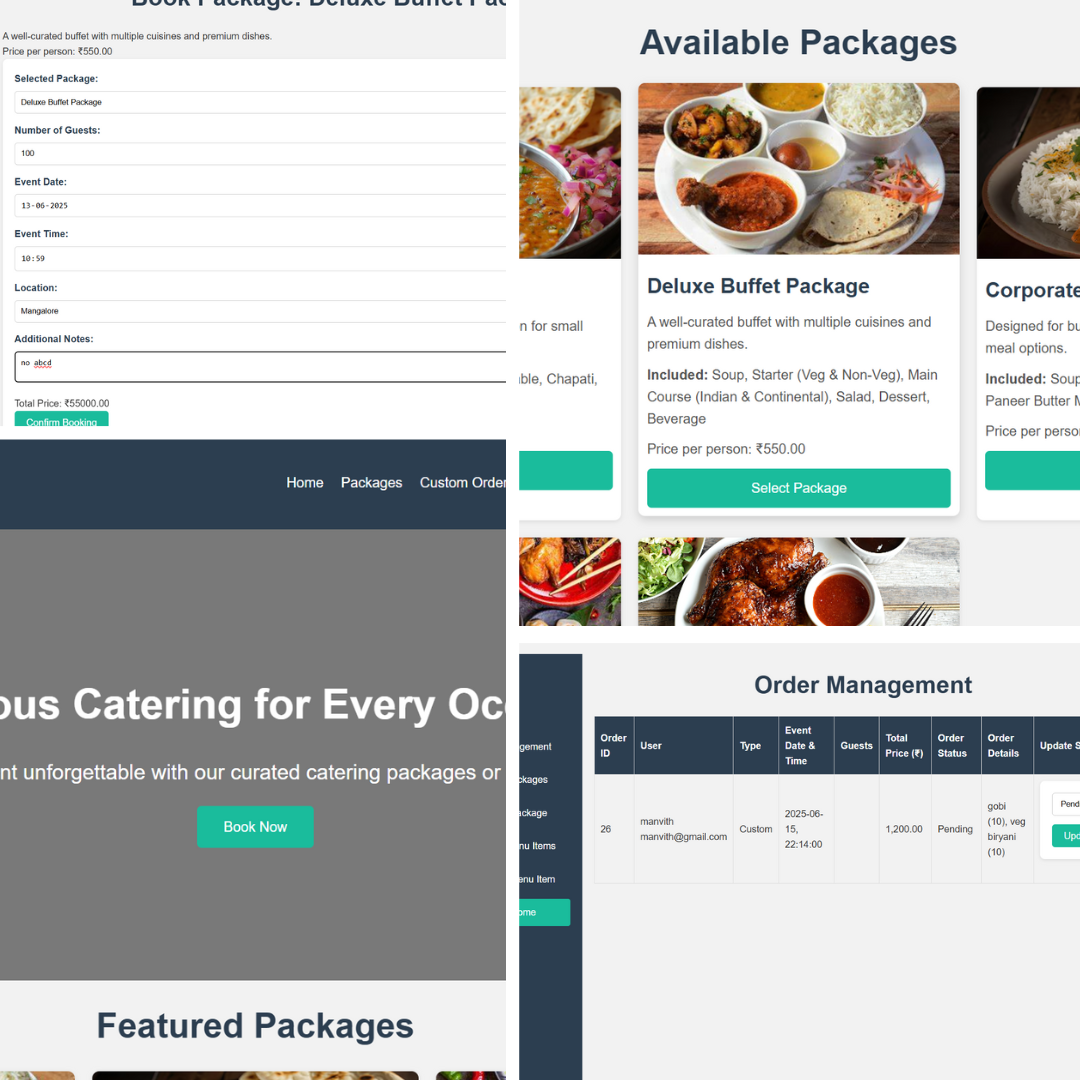 Book Package: Deluxe Buffet Pac
A well-curated buffet with multiple cuisines and premium dishes.
Price per person: ₹550.00
Selected Package:
Deluxe Buffet Package
Number of Guests:
100
Event Date:
13-06-2025
Event Time:
10:59
Location:
Mangalore
Additional Notes:
no abcd
Total Price: ₹55000.00
Confirm Booking
Available Packages
n for small
ble, Chapati,
Deluxe Buffet Package
A well-curated buffet with multiple cuisines and
premium dishes.
Included: Soup, Starter (Veg & Non-Veg), Main
Course (Indian & Continental), Salad, Dessert,
Beverage
Price per person: ₹550.00
Select Package
Corporate
Designed for bu
meal options.
Included: Soup
Paneer Butter M
Price per person
Home Packages Custom Order
ous Catering for Every Occ
nt unforgettable with our curated catering packages or
Book Now
Featured Packages
gement
ckages
ackage
nu Items
enu Item
ome
Order Management
Order ID User Type Event Date & Time Guests Total Price (₹) Order Status Order Details Update S
26 manvith manvith@gmail.com Custom 2025-06-15, 22:14:00 1,200.00 Pending gobi (10), veg biryani (10) Pend
Upd